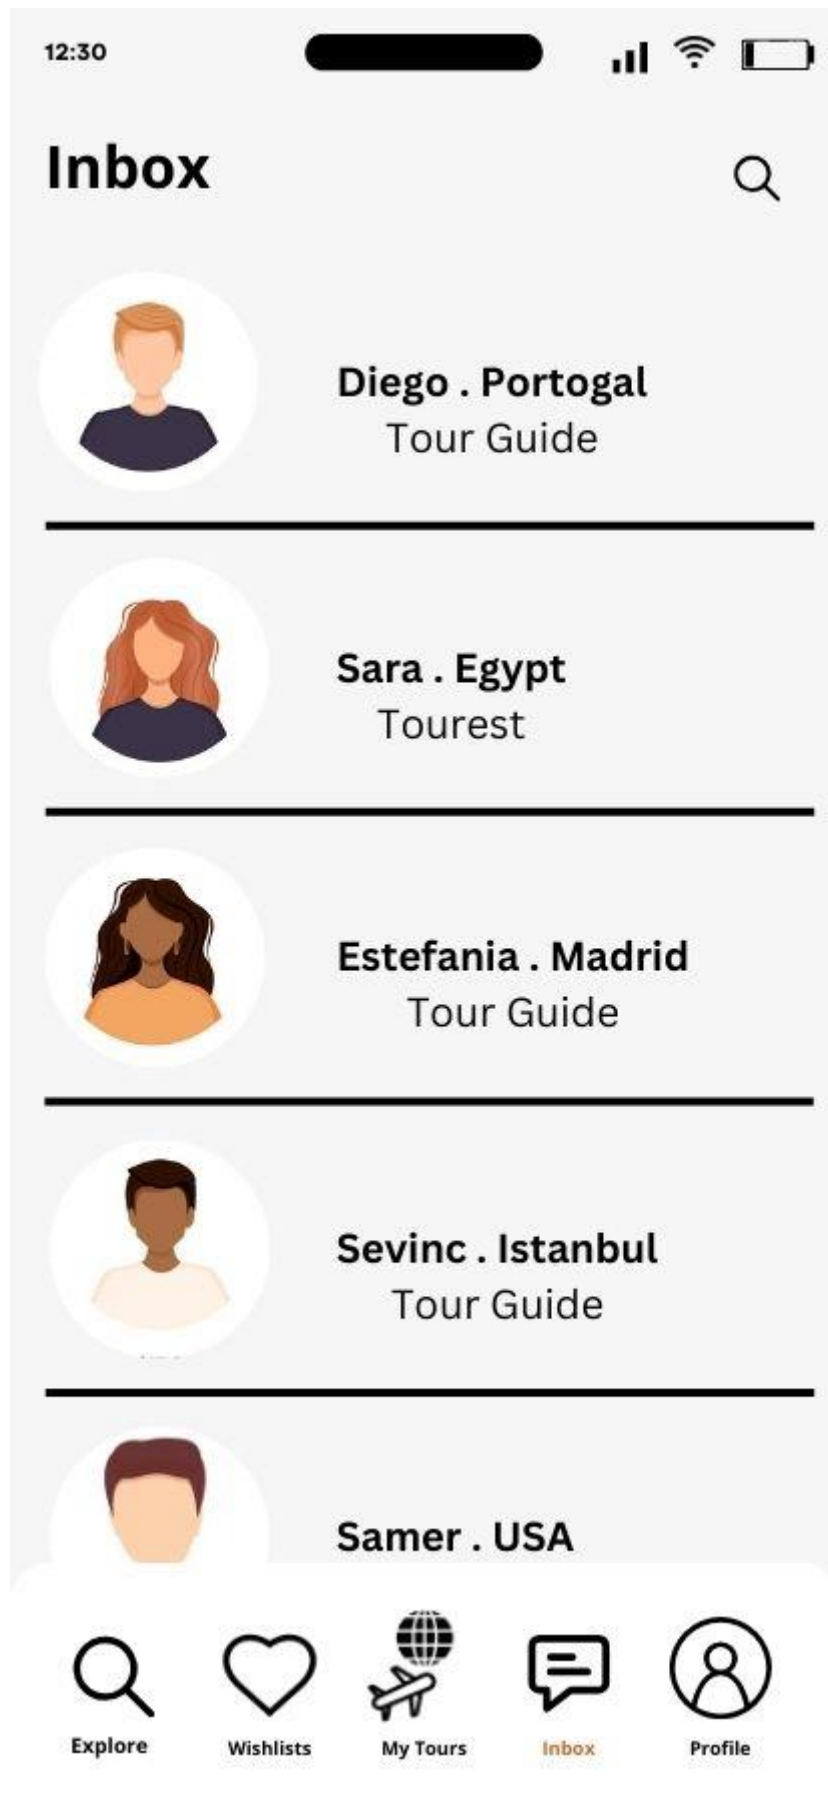 12:30
Inbox
Diego . Portogal
Tour Guide
Sara . Egypt
Tourest
Estefania . Madrid
Tour Guide
Sevinc . Istanbul
Tour Guide
Samer . USA
Explore
Wishlists
My Tours
Inbox
Profile